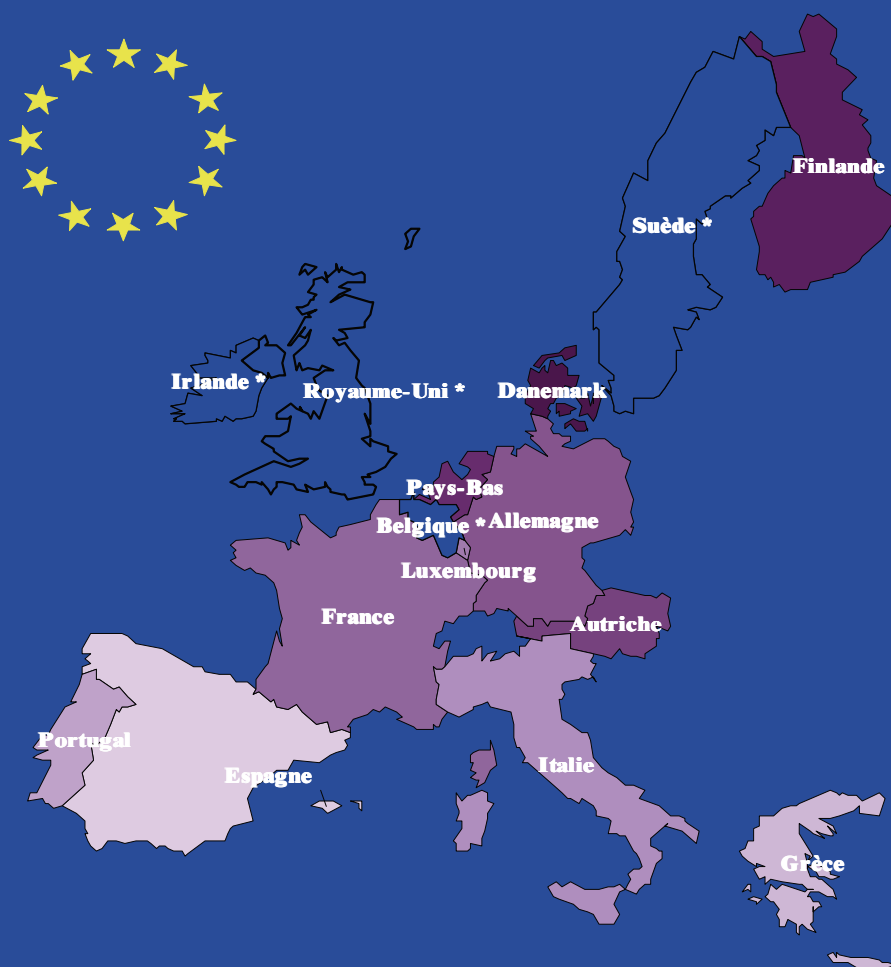 Finlande
Suède *
Irlande *
Royaume-Uni *
Danemark
Pays-Bas
Belgique *
Allemagne
Luxembourg
France
Autriche
Portugal
Espagne
Italie
Grèce